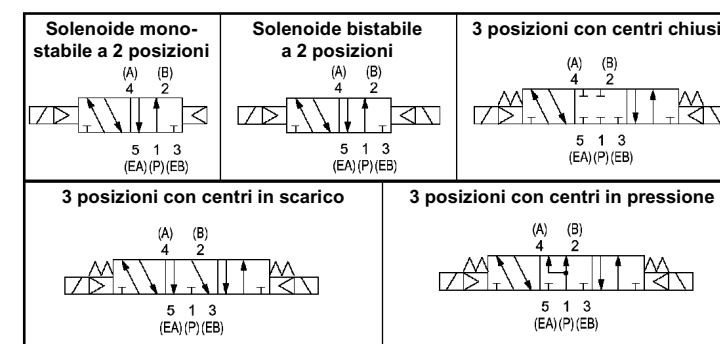 Solenoide mono-
stabile a 2 posizioni
(A) (B)
4 2
5 1 3
(EA) (P) (EB)
Solenoide bistabile
a 2 posizioni
(A) (B)
4 2
5 1 3
(EA) (P) (EB)
3 posizioni con centri chiusi
(A) (B)
4 2
5 1 3
(EA) (P) (EB)
3 posizioni con centri in scarico
(A) (B)
4 2
5 1 3
(EA) (P) (EB)
3 posizioni con centri in pressione
(A) (B)
4 2
5 1 3
(EA) (P) (EB)